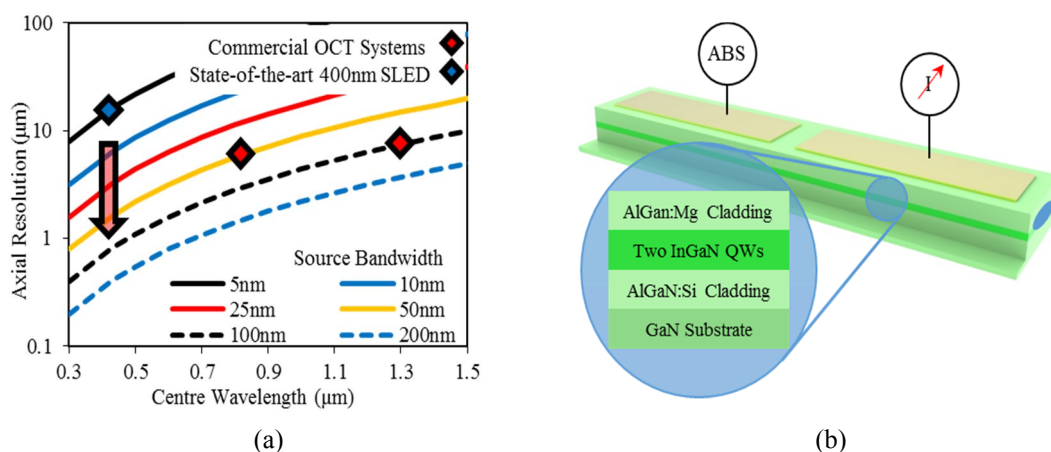 100
10
1
0.1
Axial Resolution (μm)
Commercial OCT Systems
State-of-the-art 400nm SLED
Source Bandwidth
5nm
10nm
25nm
50nm
100nm
200nm
0.3
0.5
0.7
0.9
1.1
1.3
1.5
Centre Wavelength (μm)
(a)
ABS
I
AlGan:Mg Cladding
Two InGaN QWs
AlGaN:Si Cladding
GaN Substrate
(b)